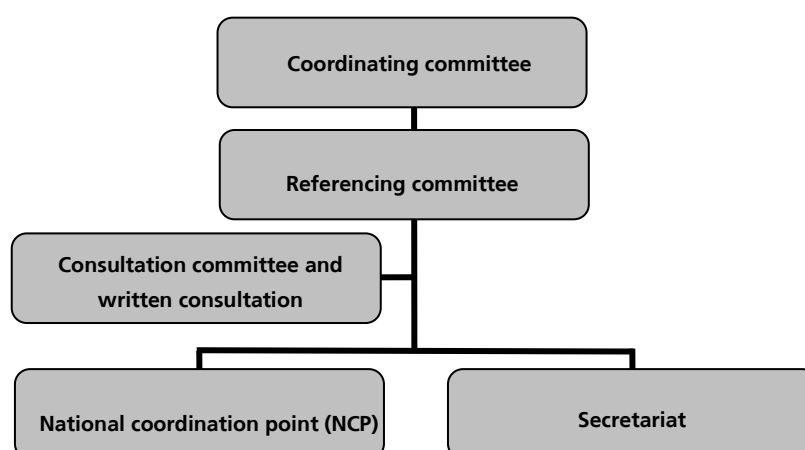 Coordinating committee
Referencing committee
Consultation committee and
written consultation
National coordination point (NCP)
Secretariat